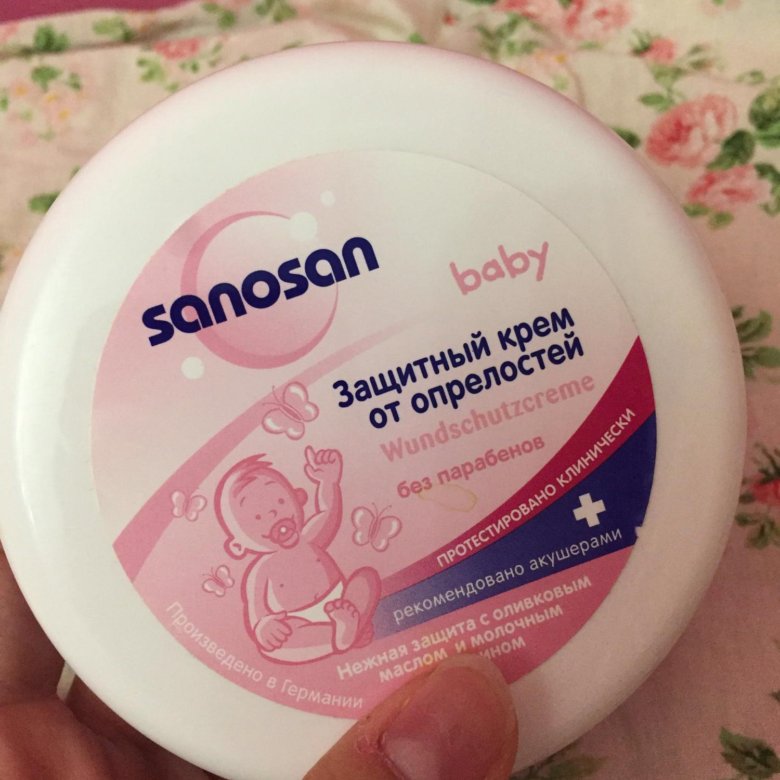 sanosan
baby
Защитный крем
от опрелостей
Wundschutzcreme
без парабенов
ПРОТЕСТИРОВАНО КЛИНИЧЕСКИ
рекомендовано акушерами
Нежная защита с оливковым
маслом и молочным
Произведено в Германии